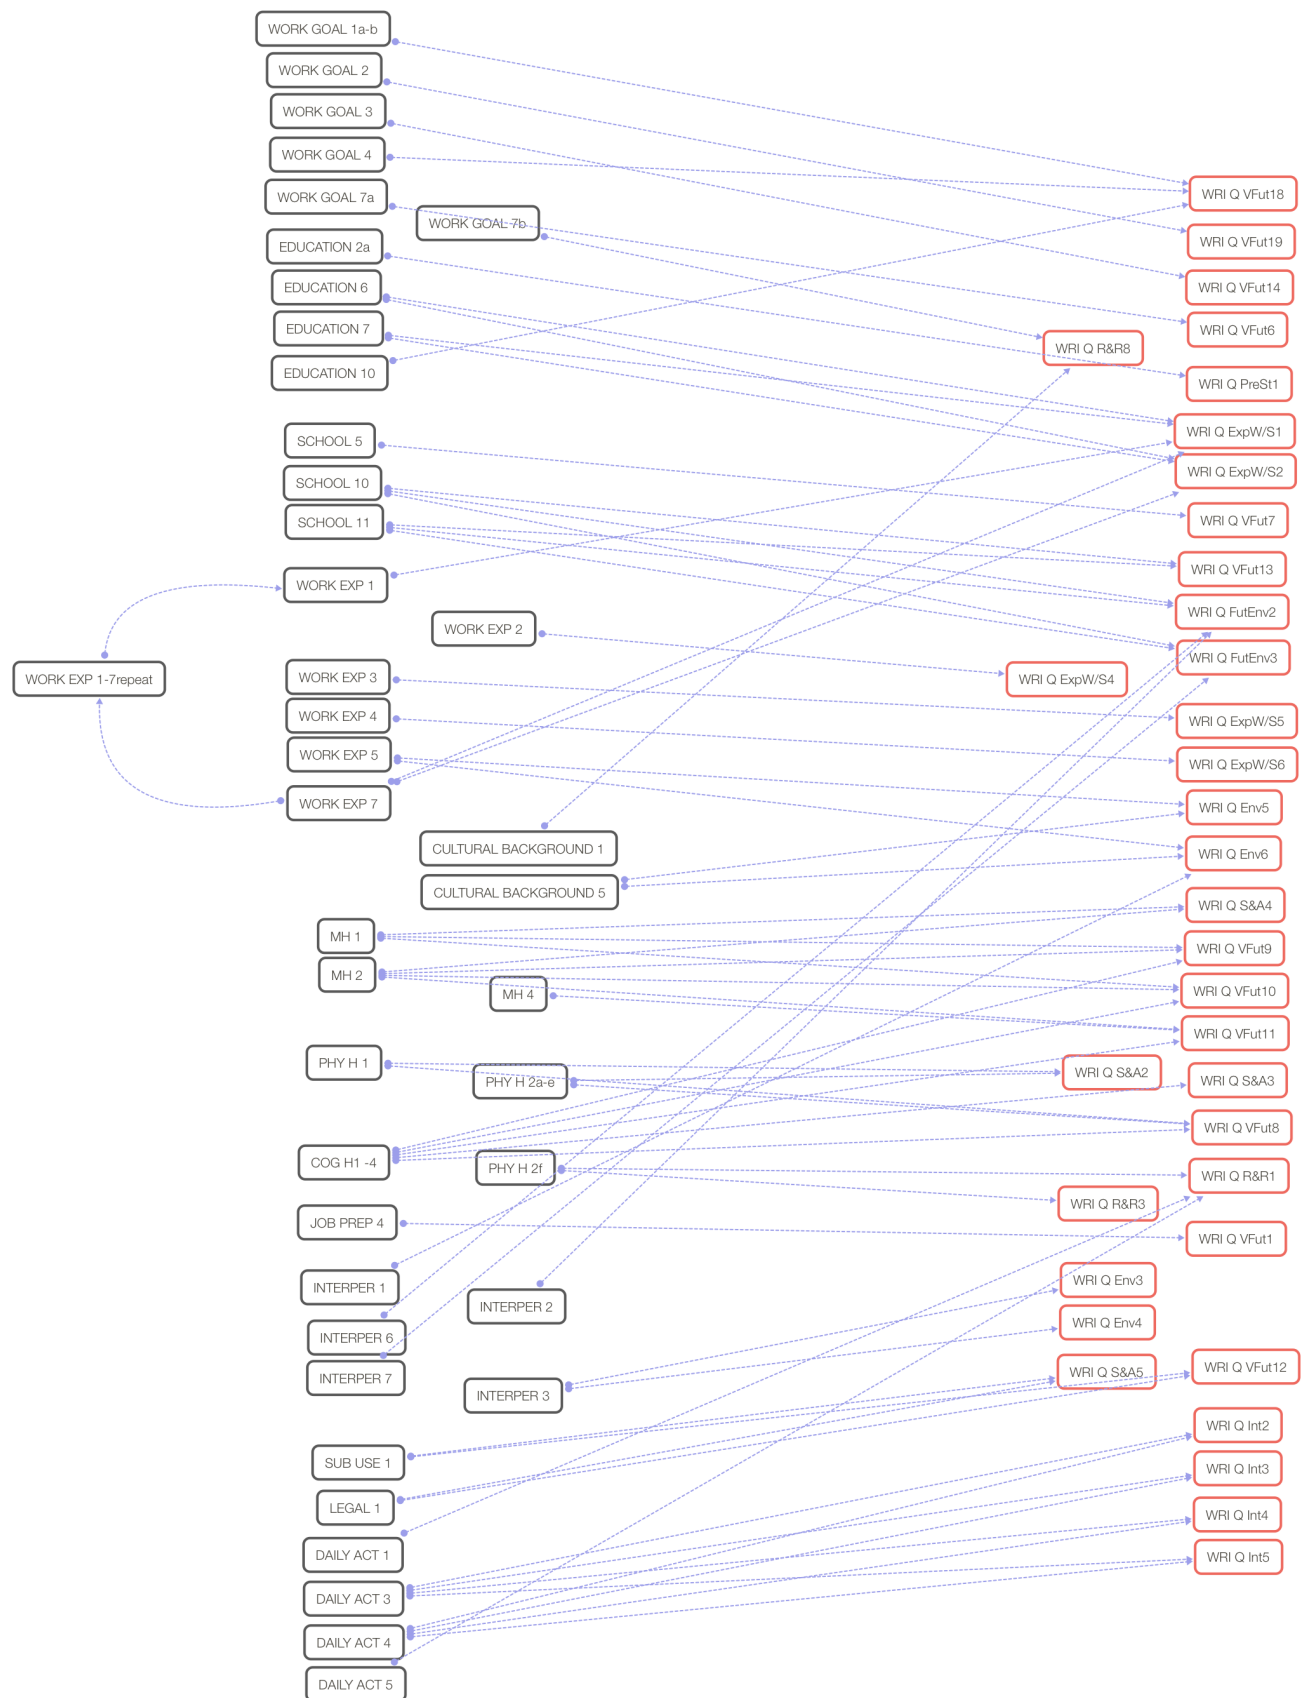 WORK GOAL 1a-b
WORK GOAL 2
WORK GOAL 3
WORK GOAL 4
WORK GOAL 7a
WORK GOAL 7b
EDUCATION 2a
EDUCATION 6
EDUCATION 7
EDUCATION 10
SCHOOL 5
SCHOOL 10
SCHOOL 11
WORK EXP 1
WORK EXP 2
WORK EXP 1-7repeat
WORK EXP 3
WORK EXP 4
WORK EXP 5
WORK EXP 7
CULTURAL BACKGROUND 1
CULTURAL BACKGROUND 5
MH 1
MH 2
MH 4
PHY H 1
PHY H 2a-e
COG H1 -4
PHY H 2f
JOB PREP 4
INTERPER 1
INTERPER 2
INTERPER 6
INTERPER 7
INTERPER 3
SUB USE 1
LEGAL 1
DAILY ACT 1
DAILY ACT 3
DAILY ACT 4
DAILY ACT 5
WRI Q VFut18
WRI Q VFut19
WRI Q VFut14
WRI Q VFut6
WRI Q R&R8
WRI Q PreSt1
WRI Q ExpW/S1
WRI Q ExpW/S2
WRI Q VFut7
WRI Q VFut13
WRI Q FutEnv2
WRI Q FutEnv3
WRI Q ExpW/S4
WRI Q ExpW/S5
WRI Q ExpW/S6
WRI Q Env5
WRI Q Env6
WRI Q S&A4
WRI Q VFut9
WRI Q VFut10
WRI Q VFut11
WRI Q S&A2
WRI Q S&A3
WRI Q VFut8
WRI Q R&R1
WRI Q R&R3
WRI Q VFut1
WRI Q Env3
WRI Q Env4
WRI Q S&A5
WRI Q VFut12
WRI Q Int2
WRI Q Int3
WRI Q Int4
WRI Q Int5